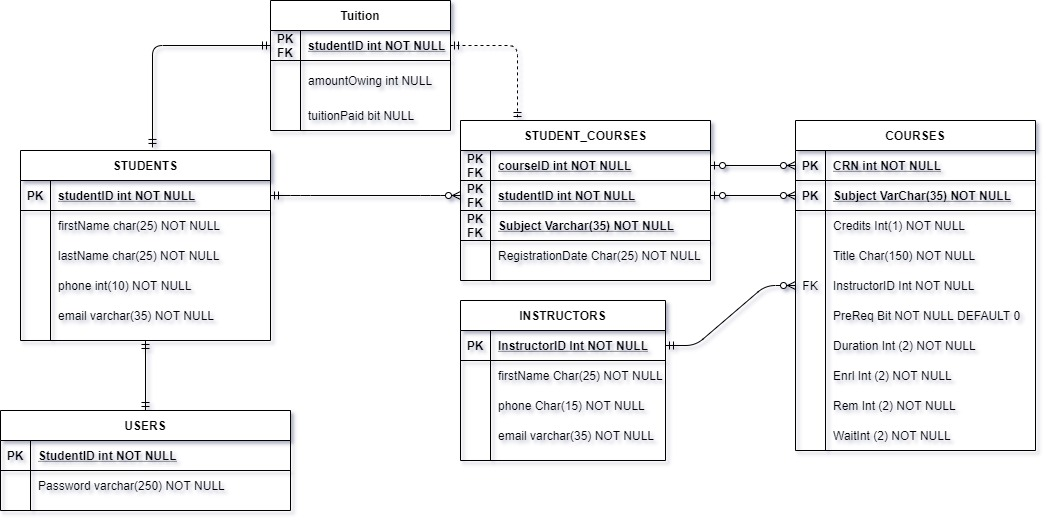 Tuition
PK
FK
studentID int NOT NULL
amountOwing int NULL
tuitionPaid bit NULL
STUDENTS
PK studentID int NOT NULL
firstName char(25) NOT NULL
lastName char(25) NOT NULL
phone int(10) NOT NULL
email varchar(35) NOT NULL
STUDENT_COURSES
PK
FK
courseID int NOT NULL
PK
FK
studentID int NOT NULL
PK
FK
Subject Varchar(35) NOT NULL
RegistrationDate Char(25) NOT NULL
COURSES
PK CRN int NOT NULL
PK Subject VarChar(35) NOT NULL
Credits Int(1) NOT NULL
Title Char(150) NOT NULL
FK InstructorID Int NOT NULL
PreReq Bit NOT NULL DEFAULT 0
Duration Int (2) NOT NULL
Enrl Int (2) NOT NULL
Rem Int (2) NOT NULL
WaitInt (2) NOT NULL
INSTRUCTORS
PK InstructorID Int NOT NULL
firstName Char(25) NOT NULL
phone Char(15) NOT NULL
email varchar(35) NOT NULL
USERS
PK StudentID int NOT NULL
Password varchar(250) NOT NULL